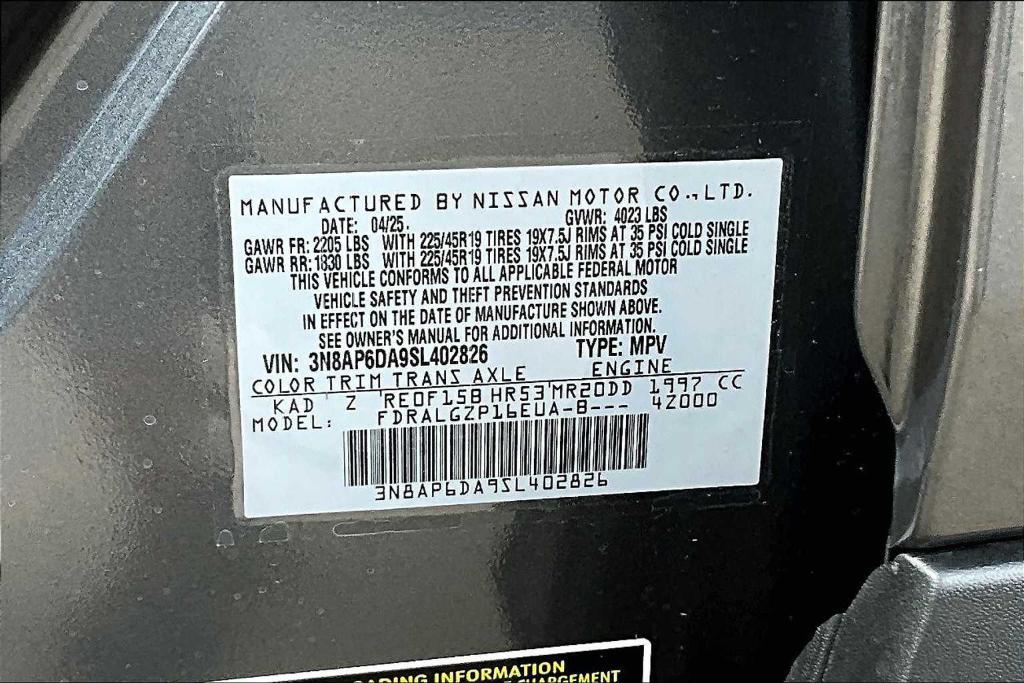 MANUFACTURED BY NISSAN MOTOR CO.,LTD.
DATE: 04/25. GVWR: 4023 LBS
GAWR FR: 2205 LBS WITH 225/45R19 TIRES 19X7.5J RIMS AT 35 PSI COLD SINGLE
GAWR RR: 1830 LBS WITH 225/45R19 TIRES 19X7.5J RIMS AT 35 PSI COLD SINGLE
THIS VEHICLE CONFORMS TO ALL APPLICABLE FEDERAL MOTOR
VEHICLE SAFETY AND THEFT PREVENTION STANDARDS
IN EFFECT ON THE DATE OF MANUFACTURE SHOWN ABOVE.
SEE OWNER'S MANUAL FOR ADDITIONAL INFORMATION.
VIN: 3N8AP6DA9SL402826 TYPE: MPV
COLOR TRIM TRANS AXLE ENGINE
KAD Z RE0F15B HR53 MR20DD 1997 CC
MODEL: FDRALGZP16EUA-B--- 4Z000
3N8AP6DA9SL402826
INFORMATION